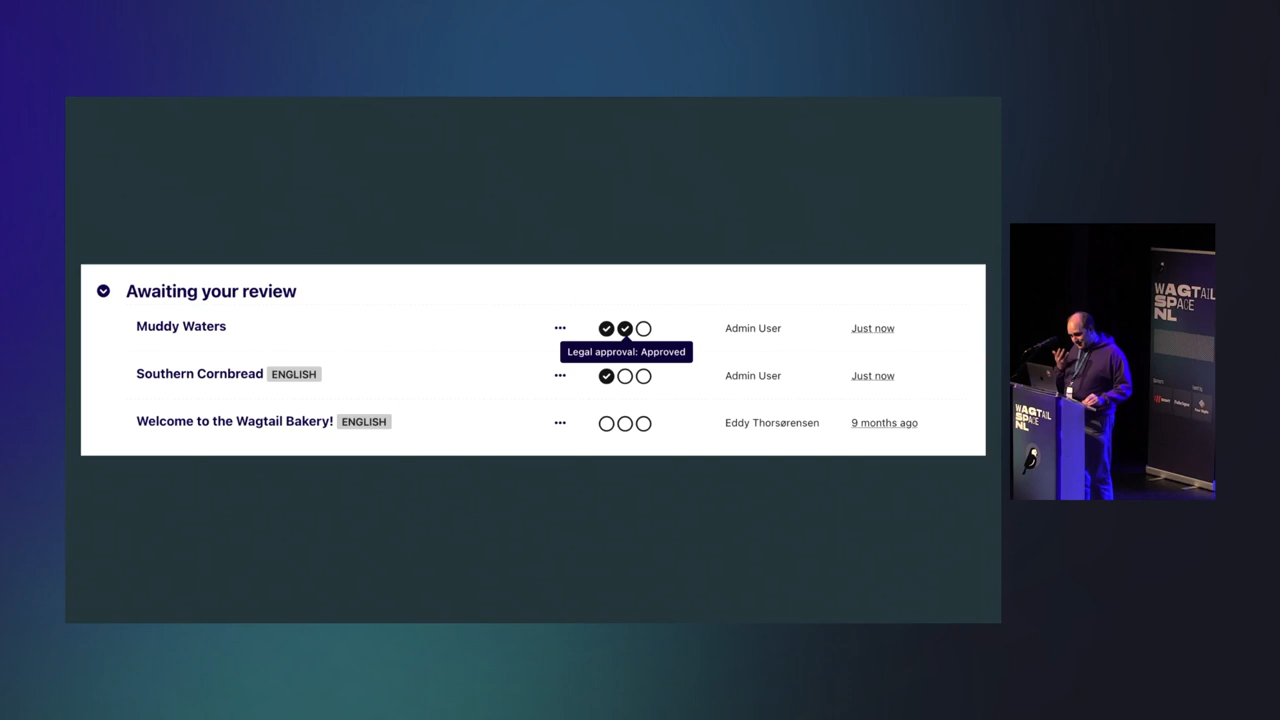 Awaiting your review
Muddy Waters ••• Admin User Just now
Legal approval: Approved
Southern Cornbread ENGLISH ••• Admin User Just now
Welcome to the Wagtail Bakery! ENGLISH ••• Eddy Thorsørensen 9 months ago
WAGTAIL
SPACE
NL
WAGTAIL
SPACE
NL